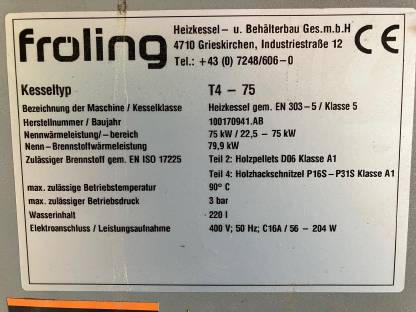 froling
Heizkessel- u. Behälterbau Ges.m.b.H
4710 Grieskirchen, Industriestraße 12
Tel.: +43 (0) 7248/606-0
CE
Kesseltyp T4 - 75
Bezeichnung der Maschine / Kesselklasse Heizkessel gem. EN 303-5 / Klasse 5
Herstellnummer / Baujahr 100170941.AB
Nennwärmeleistung/- bereich 75 kW / 22,5 - 75 kW
Nenn-Brennstoffwärmeleistung 79,9 kW
Zulässiger Brennstoff gem. EN ISO 17225 Teil 2: Holzpellets D06 Klasse A1
Teil 4: Holzhackschnitzel P16S-P31S Klasse A1
max. zulässige Betriebstemperatur 90° C
max. zulässiger Betriebsdruck 3 bar
Wasserinhalt 220 l
Elektroanschluss / Leistungsaufnahme 400 V; 50 Hz; C16A / 56 - 204 W